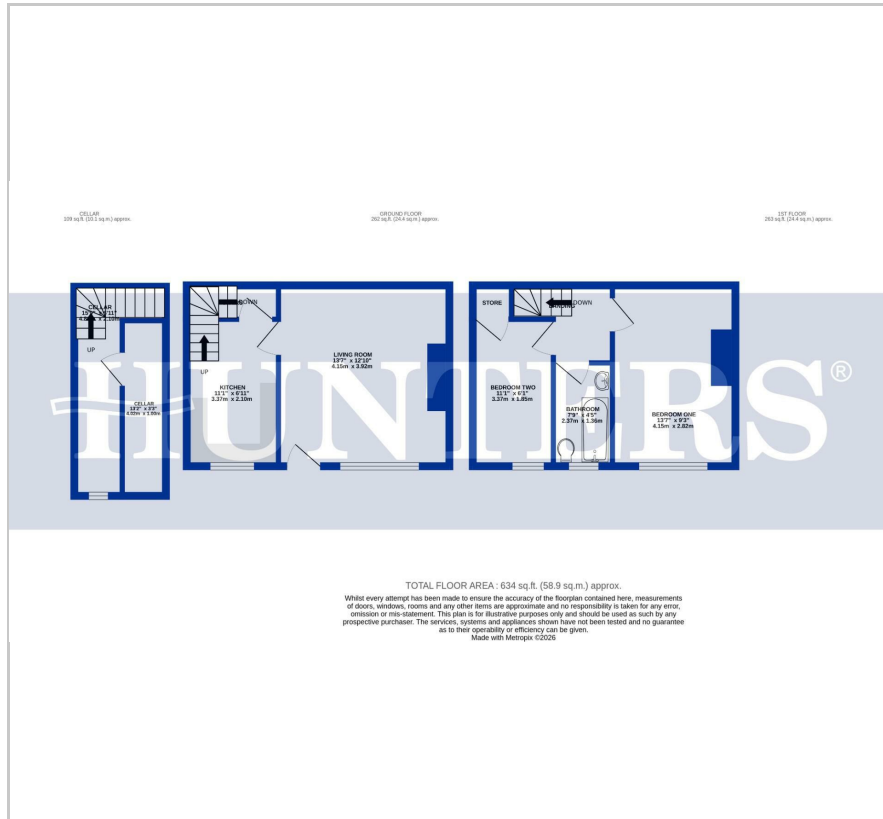 CELLAR
109 sq.ft. (10.1 sq.m.) approx.
GROUND FLOOR
262 sq.ft. (24.4 sq.m.) approx.
1ST FLOOR
263 sq.ft. (24.4 sq.m.) approx.
CELLAR
UP
CELLAR
DOWN
UP
KITCHEN
11'1" x 6'11"
3.37m x 2.10m
LIVING ROOM
13'7" x 12'10"
4.15m x 3.92m
STORE
LANDING
DOWN
BEDROOM TWO
11'1" x 6'1"
3.37m x 1.85m
BATHROOM
7'9" x 4'5"
2.37m x 1.36m
BEDROOM ONE
13'7" x 9'3"
4.15m x 2.82m
HUNTERS®
TOTAL FLOOR AREA : 634 sq.ft. (58.9 sq.m.) approx.
Whilst every attempt has been made to ensure the accuracy of the floorplan contained here, measurements
of doors, windows, rooms and any other items are approximate and no responsibility is taken for any error,
omission or mis-statement. This plan is for illustrative purposes only and should be used as such by any
prospective purchaser. The services, systems and appliances shown have not been tested and no guarantee
as to their operability or efficiency can be given.
Made with Metropix ©2026